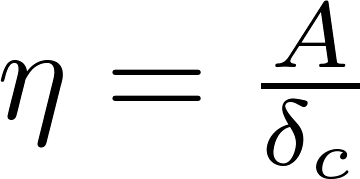 η = A / δ_c